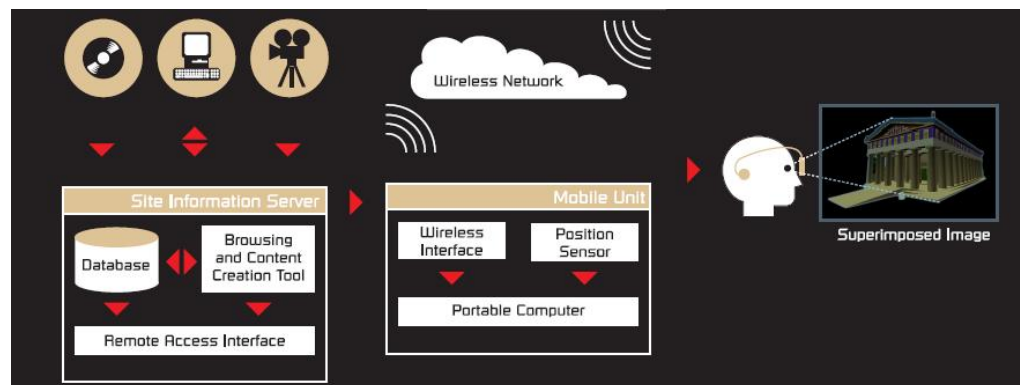 Wireless Network
Site Information Server
Database
Browsing
and Content
Creation Tool
Remote Access Interface
Mobile Unit
Wireless
Interface
Position
Sensor
Portable Computer
Superimposed Image